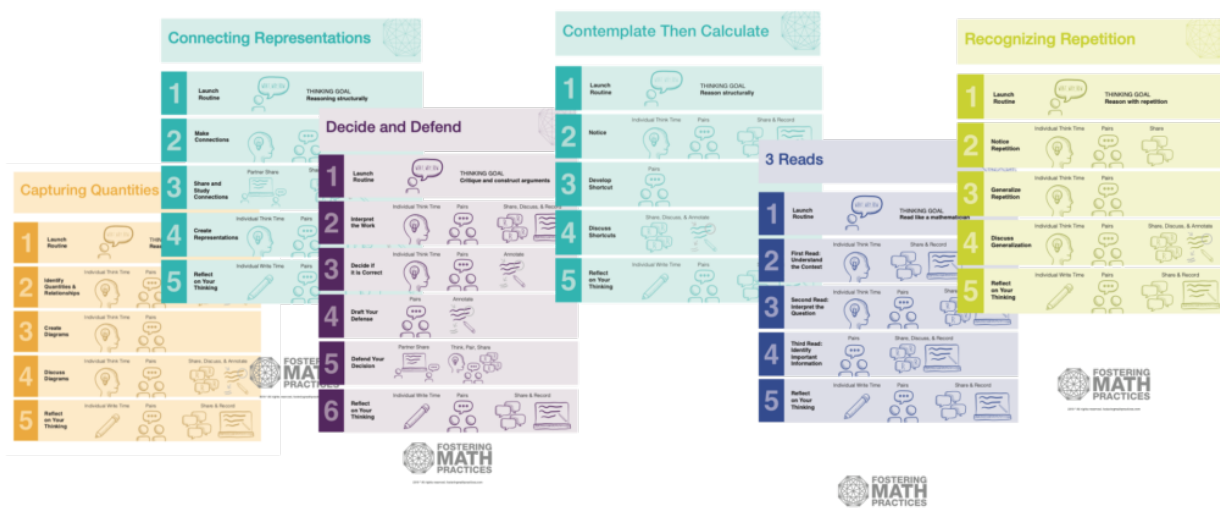 Capturing Quantities
1
Launch
Routine
2
Individual Think Time
Pairs
Identify
Quantities &
Relationships
3
Individual Think Time
Pairs
Create
Diagrams
4
Individual Think Time
Pairs
Share, Discuss, & Annotate
Discuss
Diagrams
5
Individual Write Time
Pairs
Share & Record
Reflect
on Your
Thinking
Connecting Representations
1
Launch
Routine
THINKING GOAL
Reasoning structurally
2
Make
Connections
Individual Think Time
3
Share and
Study
Connections
Partner Share
4
Create
Representations
Individual Think Time
Pairs
5
Reflect
on Your
Thinking
Individual Write Time
Pairs
FOSTERING
MATH
PRACTICES
Decide and Defend
1
Launch
Routine
THINKING GOAL
Critique and construct arguments
2
Interpret
the Work
Individual Think Time
Pairs
Share, Discuss, & Record
3
Decide if
it is Correct
Individual Think Time
Pairs
Annotate
4
Draft Your
Defense
Pairs
Annotate
5
Defend Your
Decision
Partner Share
Think, Pair, Share
6
Reflect
on Your
Thinking
Individual Write Time
Pairs
Share & Record
FOSTERING
MATH
PRACTICES
Contemplate Then Calculate
1
Launch
Routine
THINKING GOAL
Reason structurally
2
Notice
Individual Think Time
Pairs
Share & Record
3
Develop
Shortcut
Pairs
4
Discuss
Shortcuts
Share, Discuss, & Annotate
5
Reflect
on Your
Thinking
Individual Write Time
Pairs
3 Reads
1
Launch
Routine
THINKING GOAL
Read like a mathematician
2
First Read:
Understand
the Context
Individual Think Time
Pairs
Share & Record
3
Second Read:
Interpret the
Question
Individual Think Time
Pairs
4
Third Read:
Identify
Important
Information
Pairs
Share, Discuss, & Record
5
Reflect
on Your
Thinking
Individual Write Time
Pairs
Share & Record
FOSTERING
MATH
PRACTICES
Recognizing Repetition
1
Launch
Routine
THINKING GOAL
Reason with repetition
2
Notice
Repetition
Individual Think Time
Pairs
Share
3
Generalize
Repetition
Individual Think Time
Pairs
4
Discuss
Generalization
Individual Think Time
Pairs
Share, Discuss, & Annotate
5
Reflect
on Your
Thinking
Individual Write Time
Pairs
Share & Record
FOSTERING
MATH
PRACTICES